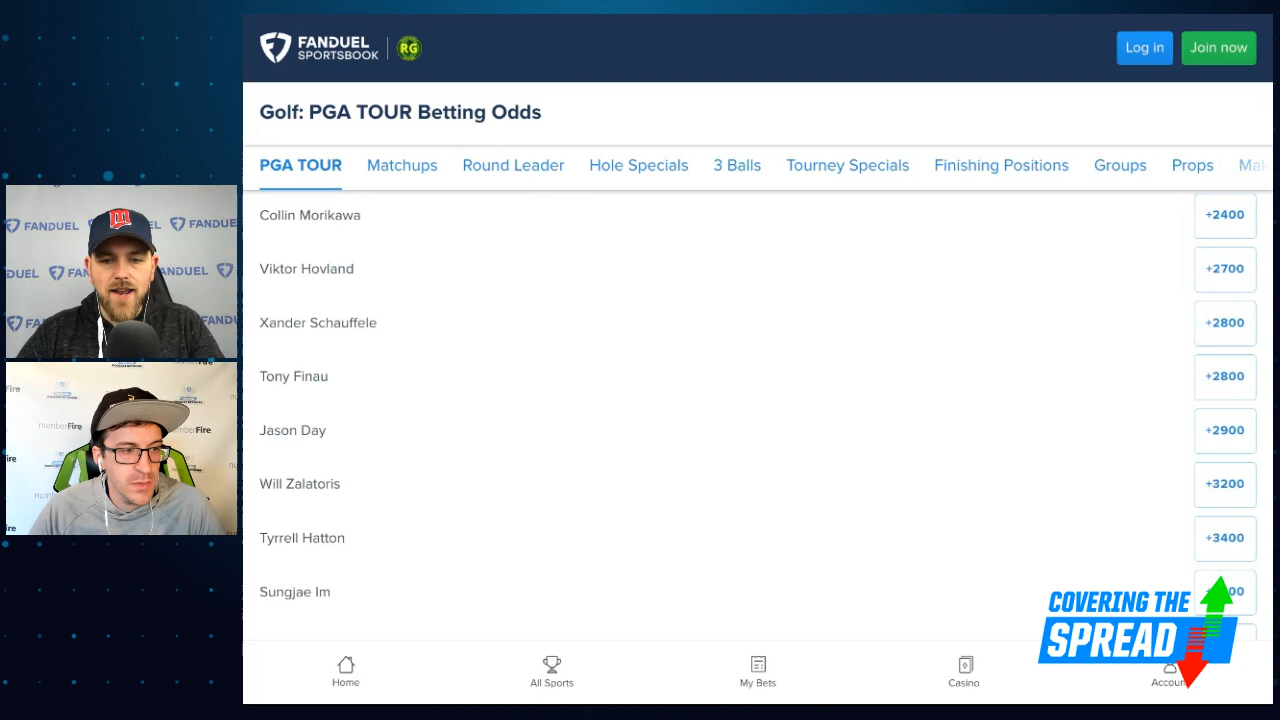 FANDUEL
SPORTSBOOK
RG
Log in
Join now
Golf: PGA TOUR Betting Odds
PGA TOUR Matchups Round Leader Hole Specials 3 Balls Tourney Specials Finishing Positions Groups Props
Collin Morikawa +2400
Viktor Hovland +2700
Xander Schauffele +2800
Tony Finau +2800
Jason Day +2900
Will Zalatoris +3200
Tyrrell Hatton +3400
Sungjae Im
COVERING THE
SPREAD
Home
All Sports
My Bets
Casino
FANDUEL
numberFire